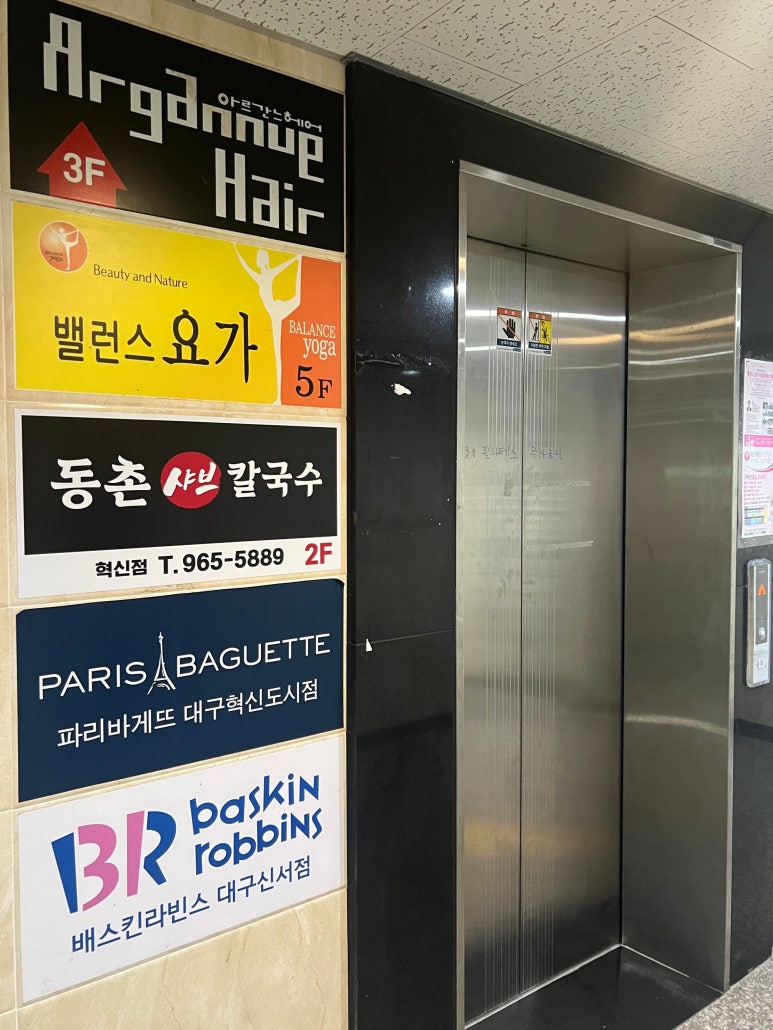 Argannue
아르간느헤어
Hair
3F
BALANCE
yoga
Beauty and Nature
밸런스 요가
BALANCE
yoga
5F
동촌 샤브 칼국수
혁신점 T. 965-5889 2F
PARIS BAGUETTE
파리바게뜨 대구혁신도시점
BR baskin
robbins
배스킨라빈스 대구신서점